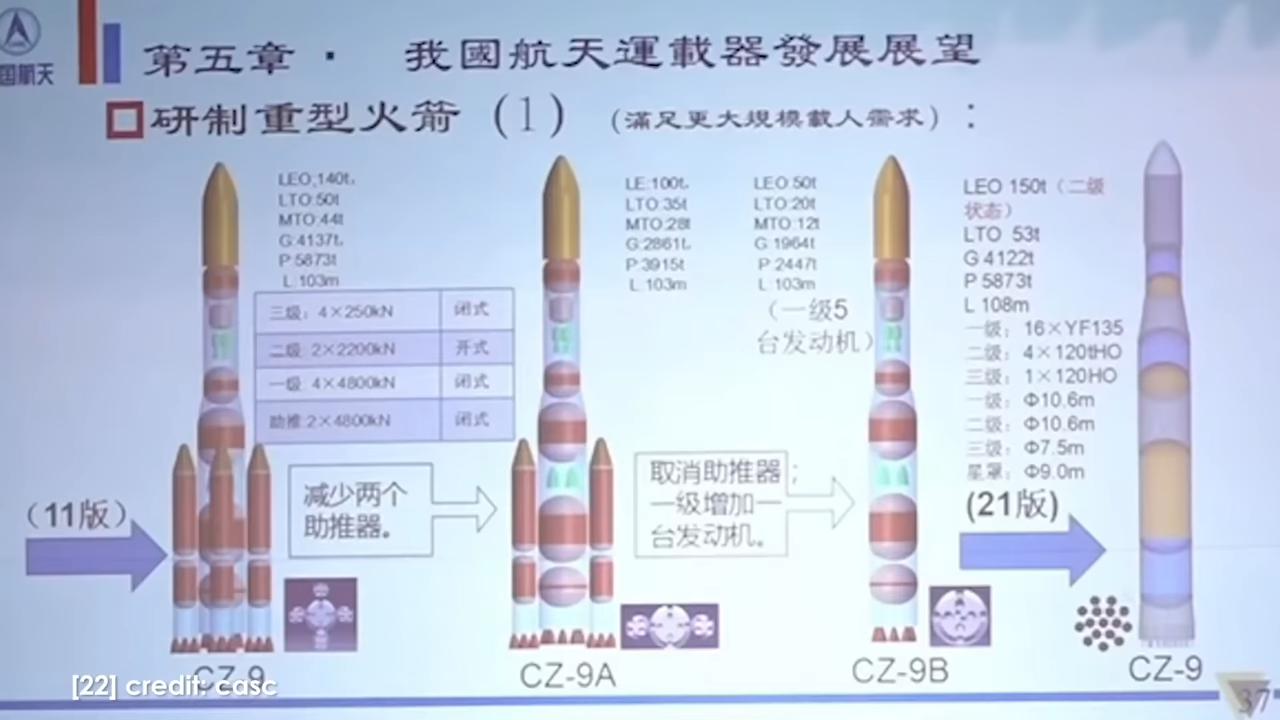 国航天
第五章 · 我國航天運載器發展展望
研制重型火箭（1）（滿足更大規模載人需求）：
LEO:140t,
LTO:50t
MTO:44t
G:4137t,
P:5873t
L:103m
三级：4×250kN 闭式
二级: 2×2200kN 开式
一级: 4×4800kN 闭式
助推:2×4800kN 闭式
（11版）
减少两个
助推器。
CZ-9
LE:100t,
LTO:35t
MTO:28t
G:2861t,
P:3915t
L:103m
取消助推器；
一级增加一
台发动机。
CZ-9A
LEO:50t
LTO:20t
MTO:12t
G:1964t
P:2447t
L:103m
（一级5
台发动机）
CZ-9B
LEO 150t（二级
状态）
LTO 53t
G 4122t
P 5873t
L 108m
一级：16×YF135
二级：4×120tHO
三级：1×120HO
一级：Φ10.6m
二级：Φ10.6m
三级：Φ7.5m
星罩：Φ9.0m
(21版)
CZ-9
[22] credit: casc
37